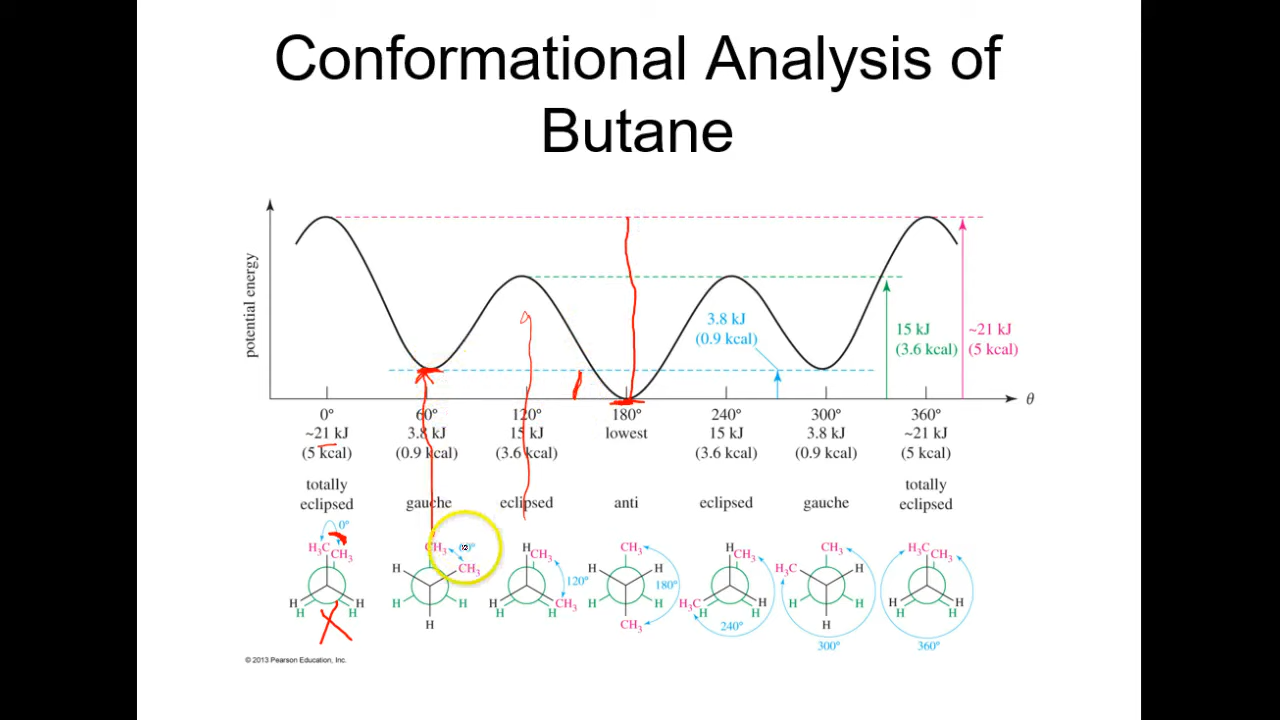 Conformational Analysis of
Butane
potential energy
3.8 kJ
(0.9 kcal)
15 kJ
(3.6 kcal)
~21 kJ
(5 kcal)
θ
0° 60° 120° 180° 240° 300° 360°
~21 kJ 3.8 kJ 15 kJ lowest 15 kJ 3.8 kJ ~21 kJ
(5 kcal) (0.9 kcal) (3.6 kcal) (3.6 kcal) (0.9 kcal) (5 kcal)
totally totally
eclipsed gauche eclipsed anti eclipsed gauche eclipsed
0°
H₃C CH₃
H H
H H
CH₃ 60°
H CH₃
H H
H
H
CH₃
120°
H CH₃
H H
CH₃
H H
180°
H H
CH₃
H
CH₃
H₃C H
H H
240°
CH₃
H₃C H
H H
H
300°
H₃C
CH₃
H H
H H
360°
© 2013 Pearson Education, Inc.